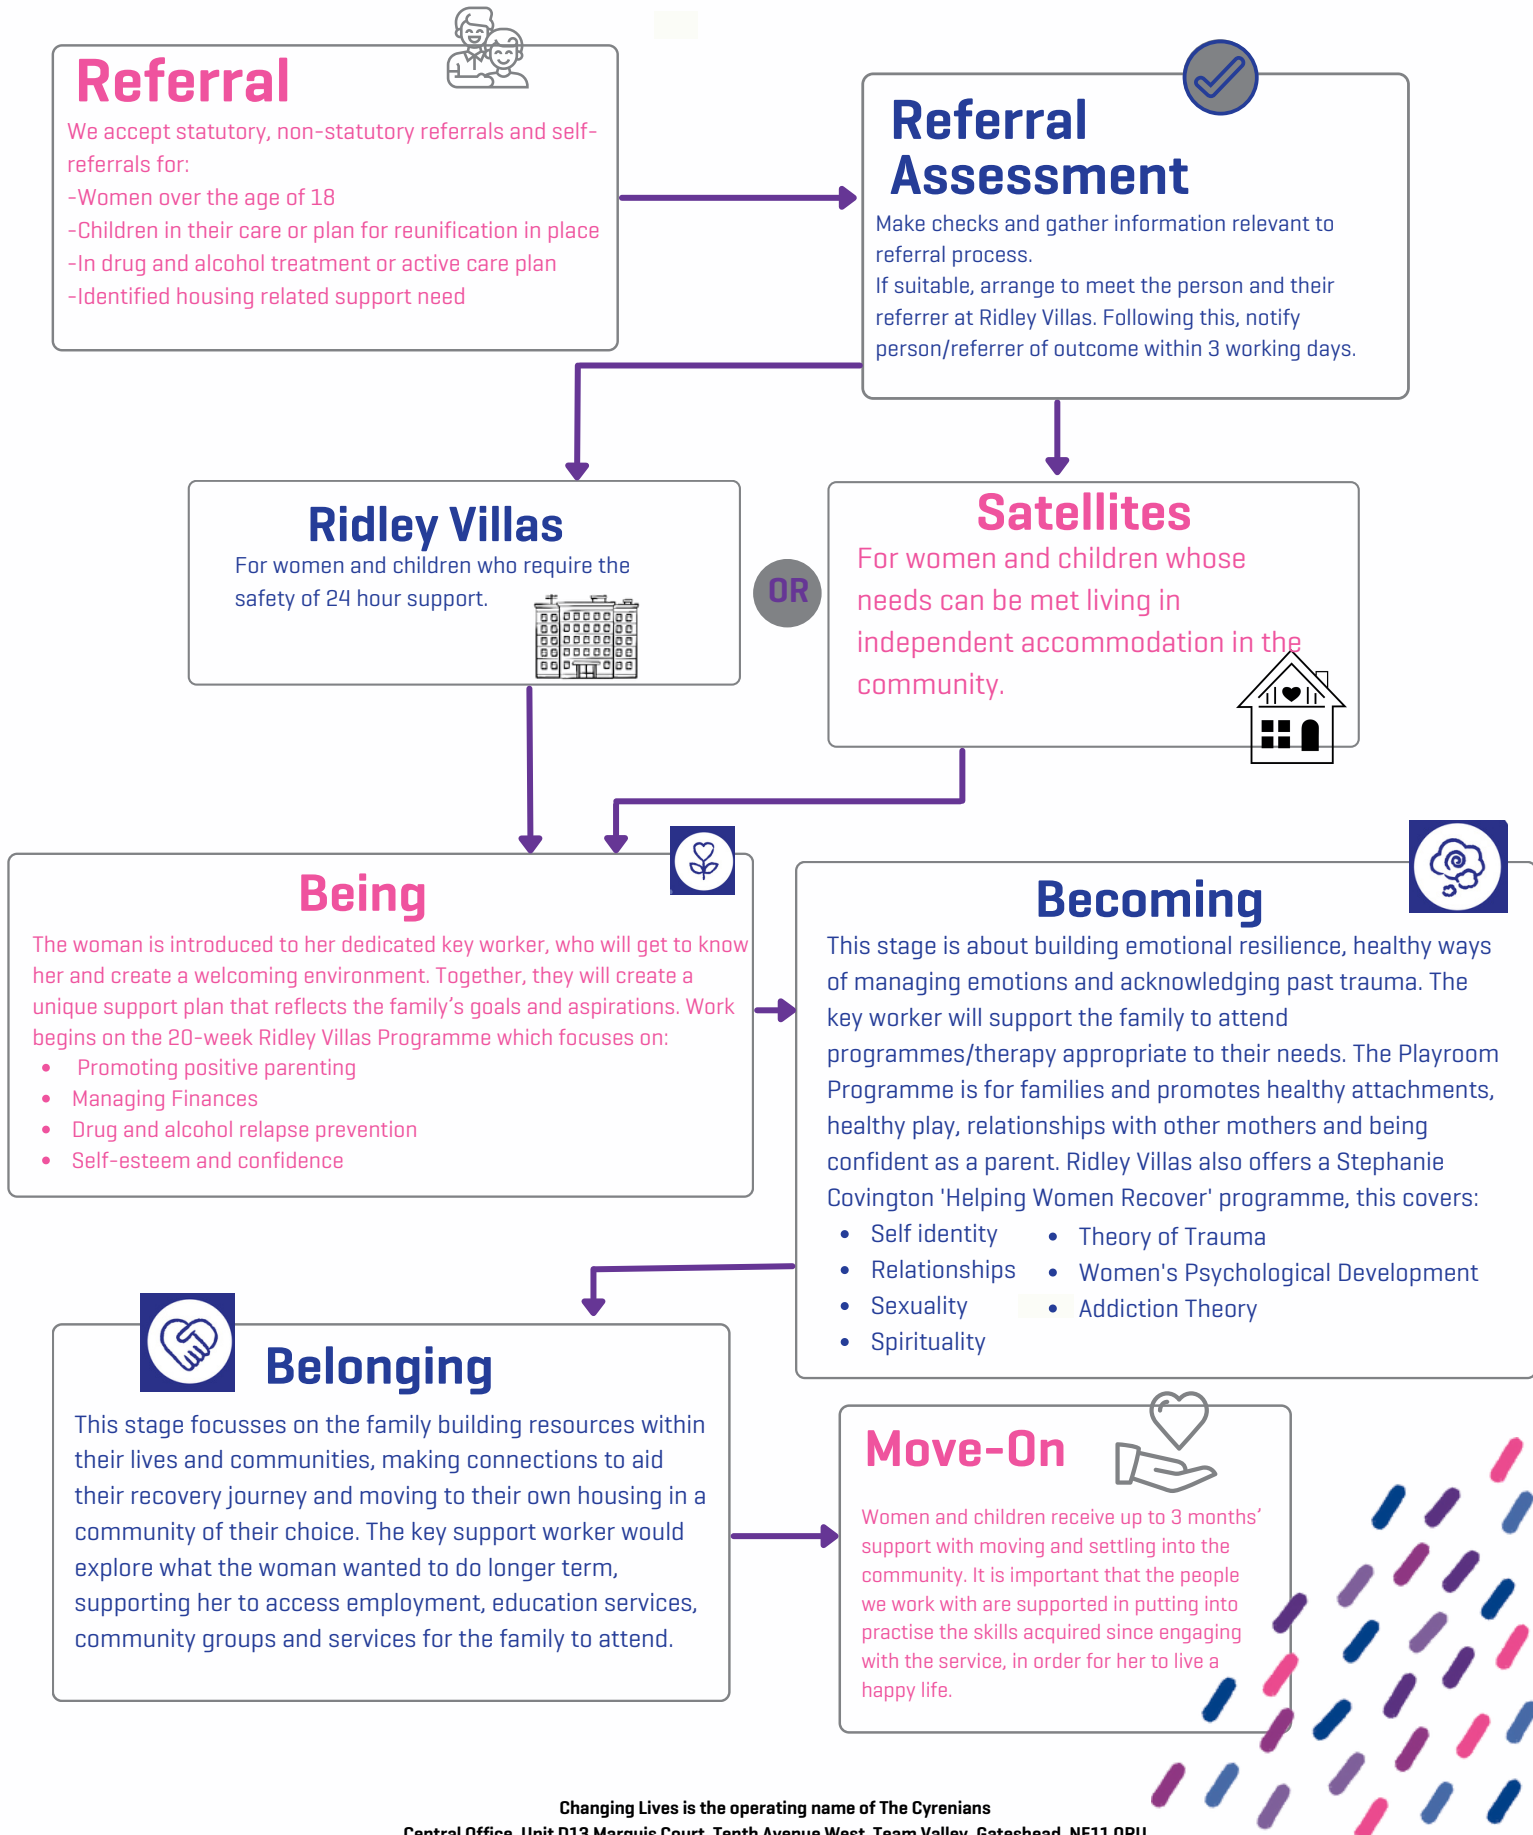 Referral
We accept statutory, non-statutory referrals and self-
referrals for:
-Women over the age of 18
-Children in their care or plan for reunification in place
-In drug and alcohol treatment or active care plan
-Identified housing related support need
Referral
Assessment
Make checks and gather information relevant to
referral process.
If suitable, arrange to meet the person and their
referrer at Ridley Villas. Following this, notify
person/referrer of outcome within 3 working days.
Ridley Villas
For women and children who require the
safety of 24 hour support.
OR
Satellites
For women and children whose
needs can be met living in
independent accommodation in the
community.
Being
The woman is introduced to her dedicated key worker, who will get to know
her and create a welcoming environment. Together, they will create a
unique support plan that reflects the family's goals and aspirations. Work
begins on the 20-week Ridley Villas Programme which focuses on:
• Promoting positive parenting
• Managing Finances
• Drug and alcohol relapse prevention
• Self-esteem and confidence
Becoming
This stage is about building emotional resilience, healthy ways
of managing emotions and acknowledging past trauma. The
key worker will support the family to attend
programmes/therapy appropriate to their needs. The Playroom
Programme is for families and promotes healthy attachments,
healthy play, relationships with other mothers and being
confident as a parent. Ridley Villas also offers a Stephanie
Covington 'Helping Women Recover' programme, this covers:
• Self identity
• Relationships
• Sexuality
• Spirituality
• Theory of Trauma
• Women's Psychological Development
• Addiction Theory
Belonging
This stage focusses on the family building resources within
their lives and communities, making connections to aid
their recovery journey and moving to their own housing in a
community of their choice. The key support worker would
explore what the woman wanted to do longer term,
supporting her to access employment, education services,
community groups and services for the family to attend.
Move-On
Women and children receive up to 3 months'
support with moving and settling into the
community. It is important that the people
we work with are supported in putting into
practise the skills acquired since engaging
with the service, in order for her to live a
happy life.
Changing Lives is the operating name of The Cyrenians
Central Office, Unit D13 Marquis Court, Tenth Avenue West, Team Valley, Gateshead, NE11 0RU